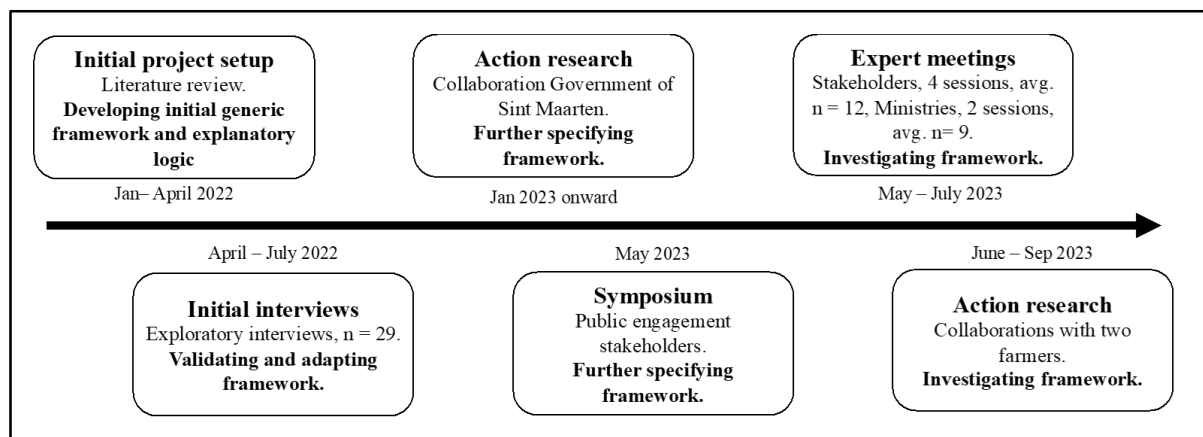 Initial project setup
Literature review.
Developing initial generic
framework and explanatory
logic
Jan– April 2022
Action research
Collaboration Government of
Sint Maarten.
Further specifying
framework.
Jan 2023 onward
Expert meetings
Stakeholders, 4 sessions, avg.
n = 12, Ministries, 2 sessions,
avg. n= 9.
Investigating framework.
May – July 2023
April – July 2022
Initial interviews
Exploratory interviews, n = 29.
Validating and adapting
framework.
May 2023
Symposium
Public engagement
stakeholders.
Further specifying
framework.
June – Sep 2023
Action research
Collaborations with two
farmers.
Investigating framework.